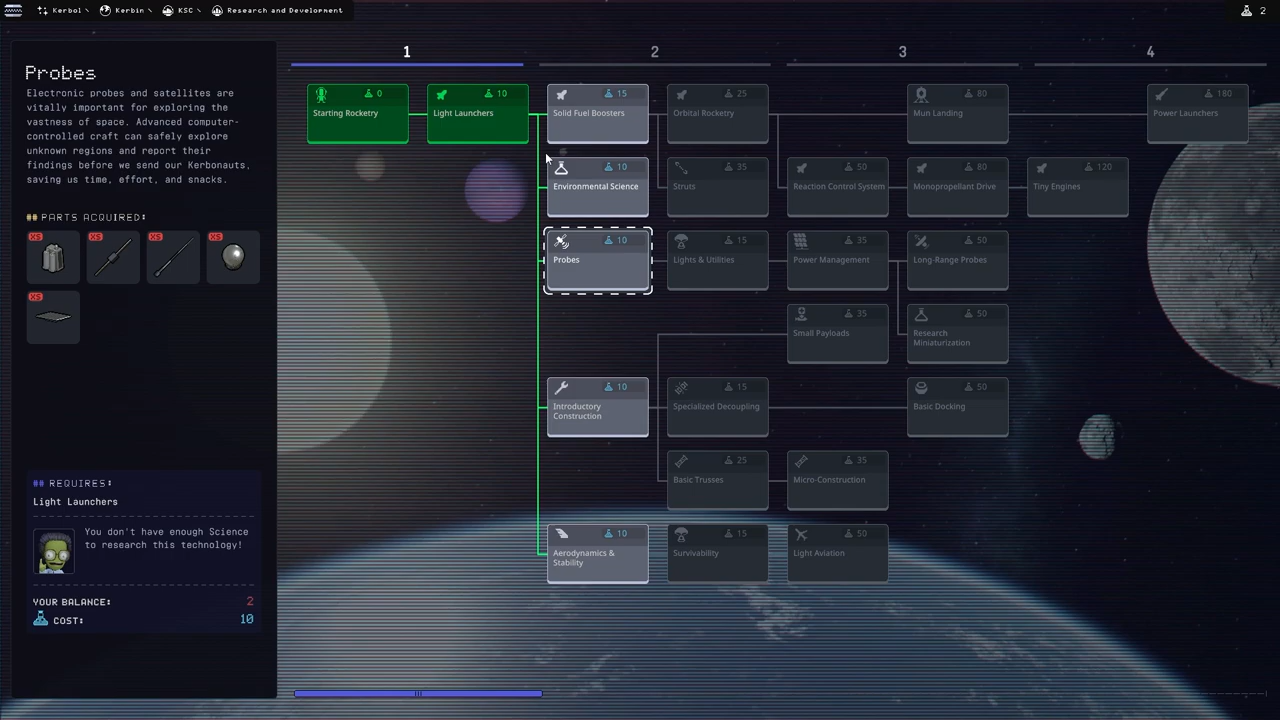 Kerbol
Kerbin
KSC
Research and Development
2
Probes
Electronic probes and satellites are
vitally important for exploring the
vastness of space. Advanced computer-
controlled craft can safely explore
unknown regions and report their
findings before we send our Kerbonauts,
saving us time, effort, and snacks.
## PARTS ACQUIRED:
XS
XS
XS
XS
XS
## REQUIRES:
Light Launchers
You don't have enough Science
to research this technology!
YOUR BALANCE: 2
COST: 10
1
2
3
4
0
Starting Rocketry
10
Light Launchers
15
Solid Fuel Boosters
25
Orbital Rocketry
80
Mun Landing
180
Power Launchers
10
Environmental Science
35
Struts
50
Reaction Control System
80
Monopropellant Drive
120
Tiny Engines
10
Probes
15
Lights & Utilities
35
Power Management
50
Long-Range Probes
35
Small Payloads
50
Research
Miniaturization
10
Introductory
Construction
15
Specialized Decoupling
50
Basic Docking
25
Basic Trusses
35
Micro-Construction
10
Aerodynamics &
Stability
15
Survivability
50
Light Aviation